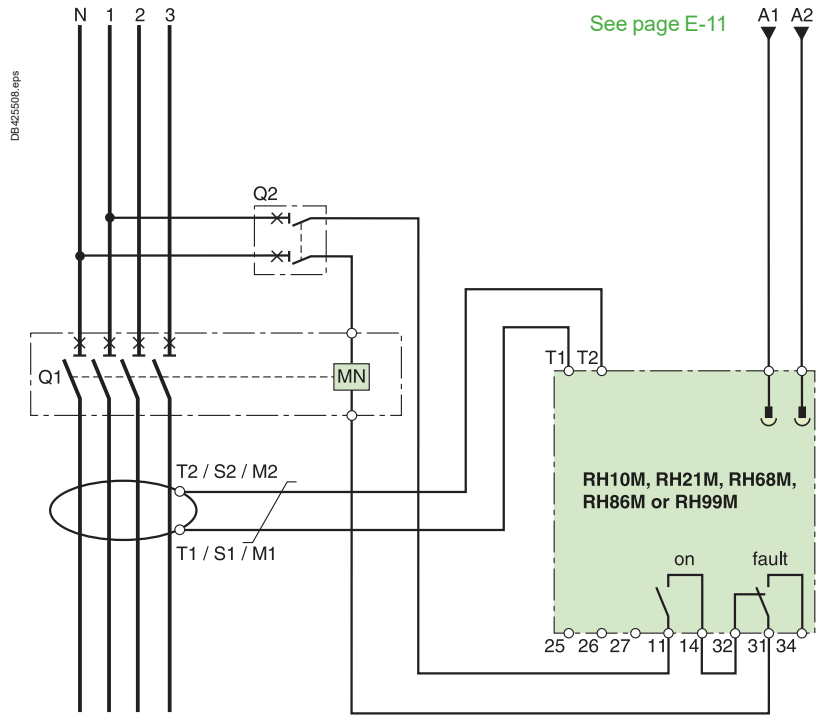 N 1 2 3
See page E-11
A1 A2
DB425508.eps
Q2
T1 T2
Q1
MN
T2 / S2 / M2
RH10M, RH21M, RH68M,
RH86M or RH99M
T1 / S1 / M1
on fault
25 26 27 11 14 32 31 34